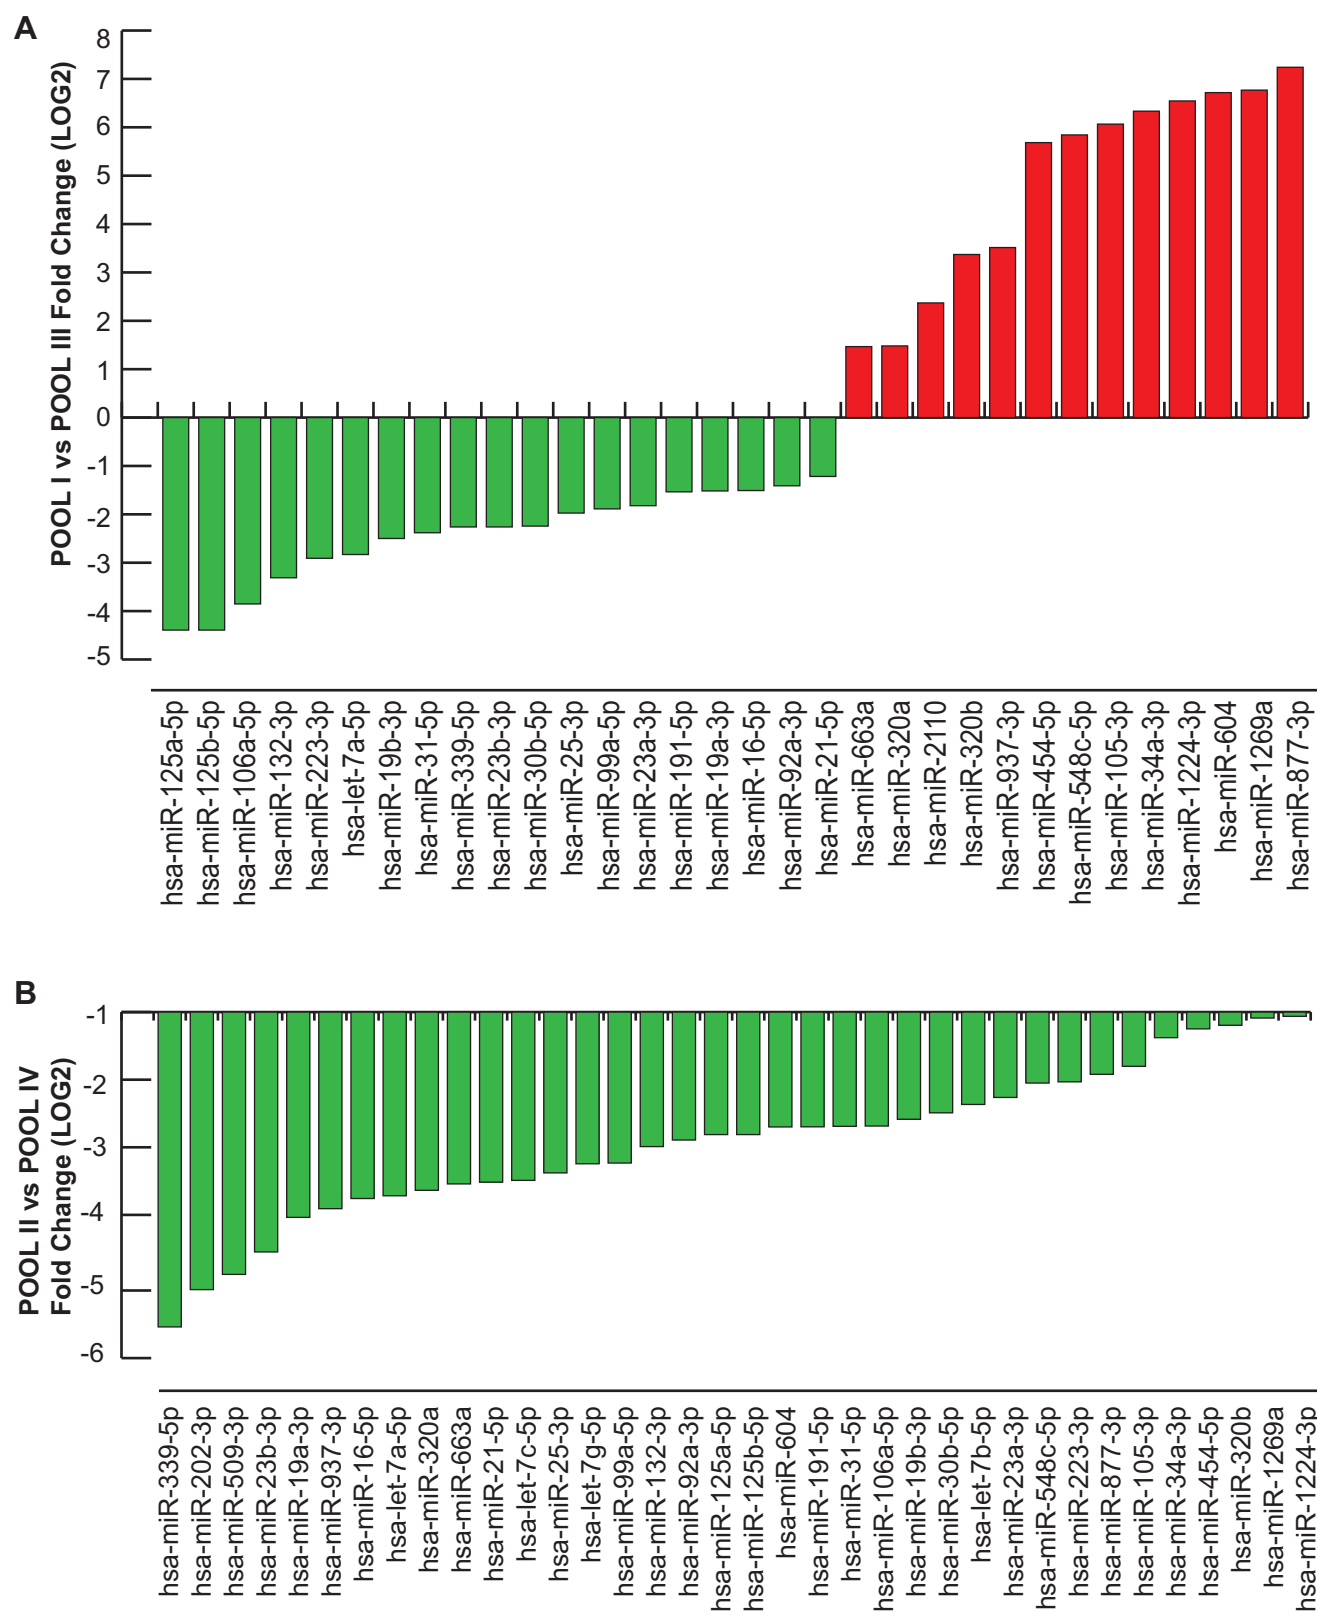 A
POOL I vs POOL III Fold Change (LOG2)
8
7
6
5
4
3
2
1
0
-1
-2
-3
-4
-5
hsa-miR-125a-5p
hsa-miR-125b-5p
hsa-miR-106a-5p
hsa-miR-132-3p
hsa-miR-223-3p
hsa-let-7a-5p
hsa-miR-19b-3p
hsa-miR-31-5p
hsa-miR-339-5p
hsa-miR-23b-3p
hsa-miR-30b-5p
hsa-miR-25-3p
hsa-miR-99a-5p
hsa-miR-23a-3p
hsa-miR-191-5p
hsa-miR-19a-3p
hsa-miR-16-5p
hsa-miR-92a-3p
hsa-miR-21-5p
hsa-miR-663a
hsa-miR-320a
hsa-miR-2110
hsa-miR-320b
hsa-miR-937-3p
hsa-miR-454-5p
hsa-miR-548c-5p
hsa-miR-105-3p
hsa-miR-34a-3p
hsa-miR-1224-3p
hsa-miR-604
hsa-miR-1269a
hsa-miR-877-3p
B
POOL II vs POOL IV
Fold Change (LOG2)
-1
-2
-3
-4
-5
-6
hsa-miR-339-5p
hsa-miR-202-3p
hsa-miR-509-3p
hsa-miR-23b-3p
hsa-miR-19a-3p
hsa-miR-937-3p
hsa-miR-16-5p
hsa-let-7a-5p
hsa-miR-320a
hsa-miR-663a
hsa-miR-21-5p
hsa-let-7c-5p
hsa-miR-25-3p
hsa-let-7g-5p
hsa-miR-99a-5p
hsa-miR-132-3p
hsa-miR-92a-3p
hsa-miR-125a-5p
hsa-miR-125b-5p
hsa-miR-604
hsa-miR-191-5p
hsa-miR-31-5p
hsa-miR-106a-5p
hsa-miR-19b-3p
hsa-miR-30b-5p
hsa-let-7b-5p
hsa-miR-23a-3p
hsa-miR-548c-5p
hsa-miR-223-3p
hsa-miR-877-3p
hsa-miR-105-3p
hsa-miR-34a-3p
hsa-miR-454-5p
hsa-miR-320b
hsa-miR-1269a
hsa-miR-1224-3p